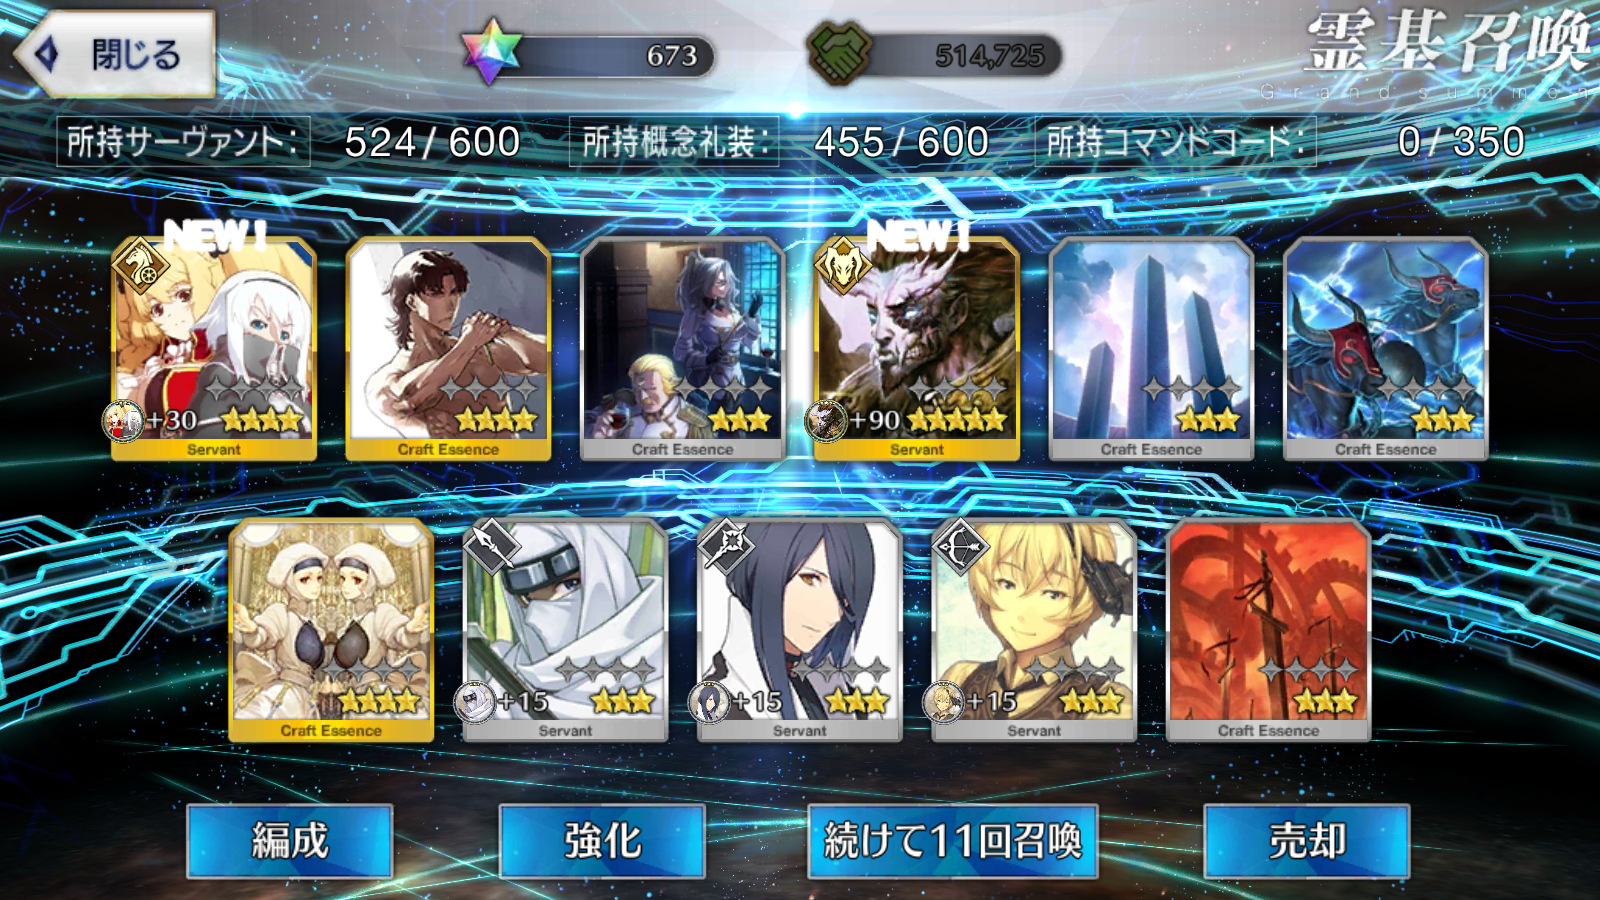 閉じる
673
514,725
霊基召喚
Grand summon
所持サーヴァント： 524/ 600
所持概念礼装： 455/ 600
所持コマンドコード： 0/ 350
NEW!
NEW!
+30
+90
Servant
Craft Essence
Craft Essence
Servant
Craft Essence
Craft Essence
+15
+15
+15
Craft Essence
Servant
Servant
Servant
Craft Essence
編成
強化
続けて11回召喚
売却